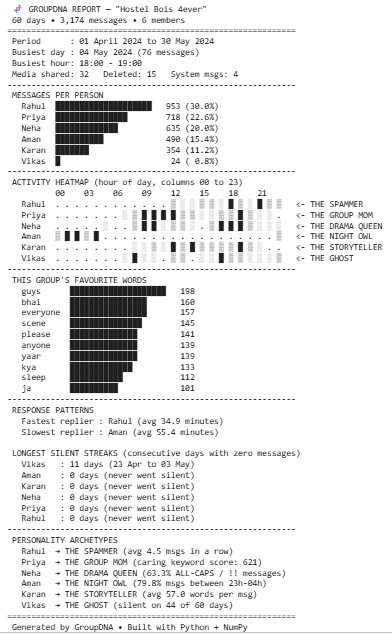 GROUPDNA REPORT — "Hostel Bois 4ever"
60 days • 3,174 messages • 6 members
Period : 01 April 2024 to 30 May 2024
Busiest day : 04 May 2024 (76 messages)
Busiest hour: 18:00 - 19:00
Media shared: 32 Deleted: 15 System msgs: 4
MESSAGES PER PERSON
Rahul 953 (30.0%)
Priya 718 (22.6%)
Neha 635 (20.0%)
Aman 490 (15.4%)
Karan 354 (11.2%)
Vikas 24 ( 0.8%)
ACTIVITY HEATMAP (hour of day, columns 00 to 23)
00 03 06 09 12 15 18 21
Rahul <- THE SPAMMER
Priya <- THE GROUP MOM
Neha <- THE DRAMA QUEEN
Aman <- THE NIGHT OWL
Karan <- THE STORYTELLER
Vikas <- THE GHOST
THIS GROUP'S FAVOURITE WORDS
guys 198
bhai 160
everyone 157
scene 145
please 141
anyone 139
yaar 139
kya 133
sleep 112
ja 101
RESPONSE PATTERNS
Fastest replier : Rahul (avg 34.9 minutes)
Slowest replier : Aman (avg 55.4 minutes)
LONGEST SILENT STREAKS (consecutive days with zero messages)
Vikas : 11 days (23 Apr to 03 May)
Aman : 0 days (never went silent)
Karan : 0 days (never went silent)
Neha : 0 days (never went silent)
Priya : 0 days (never went silent)
Rahul : 0 days (never went silent)
PERSONALITY ARCHETYPES
Rahul → THE SPAMMER (avg 4.5 msgs in a row)
Priya → THE GROUP MOM (caring keyword score: 621)
Neha → THE DRAMA QUEEN (63.3% ALL-CAPS / !! messages)
Aman → THE NIGHT OWL (79.8% msgs between 23h-04h)
Karan → THE STORYTELLER (avg 57.0 words per msg)
Vikas → THE GHOST (silent on 44 of 60 days)
Generated by GroupDNA • Built with Python + NumPy